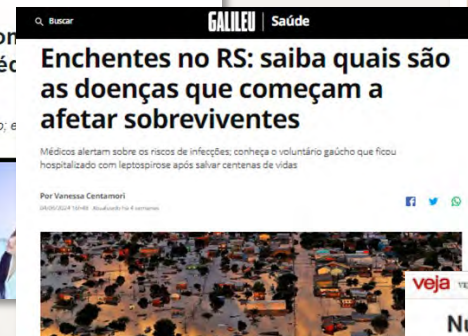 Buscar
GALILEU | Saúde
Enchentes no RS: saiba quais são
as doenças que começam a
afetar sobreviventes
Médicos alertam sobre os riscos de infecções; conheça o voluntário gaúcho que ficou
hospitalizado com leptospirose após salvar centenas de vidas
Por Vanessa Centamori
veja